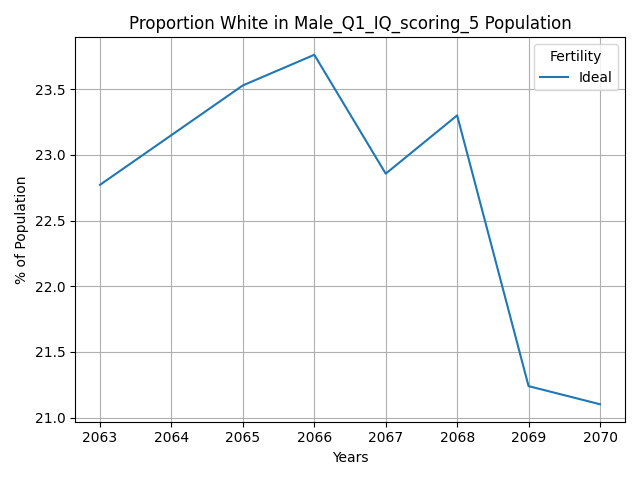 Proportion White in Male_Q1_IQ_scoring_5 Population
Fertility
Ideal
23.5
23.0
22.5
22.0
21.5
21.0
% of Population
2063 2064 2065 2066 2067 2068 2069 2070
Years